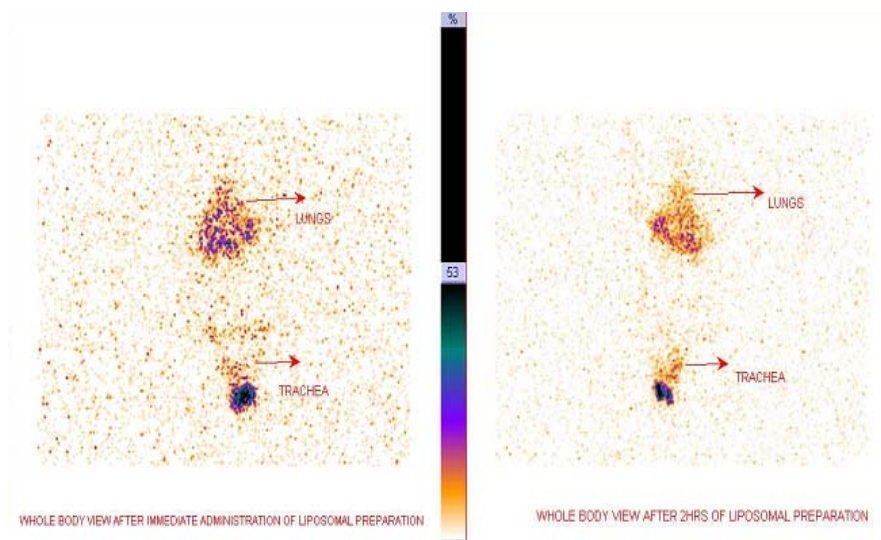 %
LUNGS
LUNGS
53
TRACHEA
TRACHEA
WHOLE BODY VIEW AFTER IMMEDIATE ADMINISTRATION OF LIPOSOMAL PREPARATION
WHOLE BODY VIEW AFTER 2HRS OF LIPOSOMAL PREPARATION